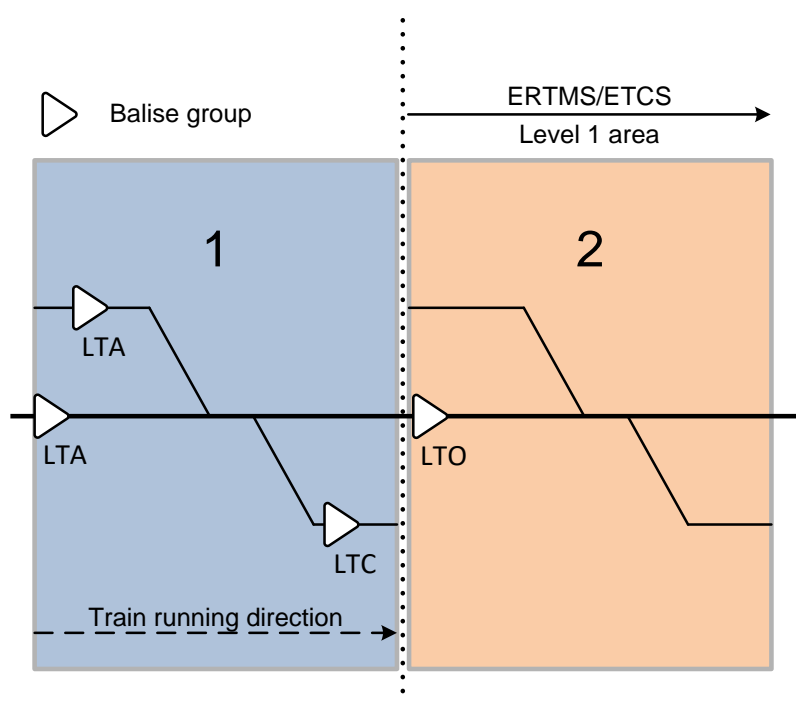 Balise group
ERTMS/ETCS
Level 1 area
1
2
LTA
LTA
LTO
LTC
Train running direction